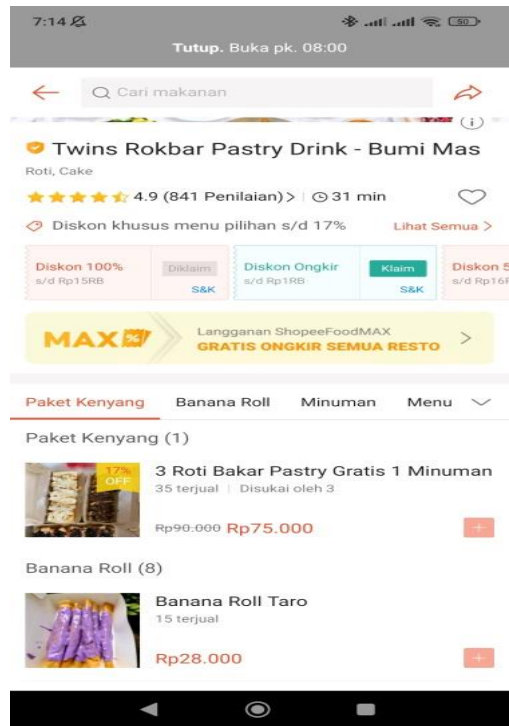 7:14
50
Tutup. Buka pk. 08:00
Cari makanan
Twins Rokbar Pastry Drink - Bumi Mas
Roti, Cake
4.9 (841 Penilaian) > 31 min
Diskon khusus menu pilihan s/d 17% Lihat Semua >
Diskon 100% Diklaim Diskon Ongkir Klaim Diskon 5
s/d Rp15RB S&K s/d Rp1RB S&K s/d Rp16R
MAX % Langganan ShopeeFoodMAX
GRATIS ONGKIR SEMUA RESTO >
Paket Kenyang Banana Roll Minuman Menu
Paket Kenyang (1)
17% OFF
3 Roti Bakar Pastry Gratis 1 Minuman
35 terjual | Disukai oleh 3
Rp90.000 Rp75.000 +
Banana Roll (8)
Banana Roll Taro
15 terjual
Rp28.000 +